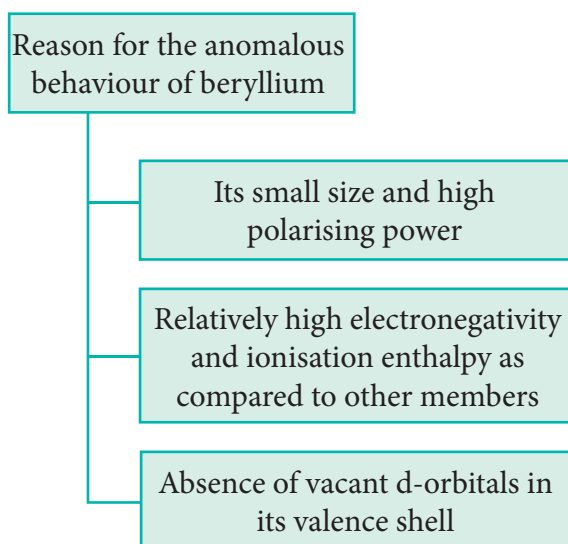 Reason for the anomalous
behaviour of beryllium
Its small size and high
polarising power
Relatively high electronegativity
and ionisation enthalpy as
compared to other members
Absence of vacant d-orbitals in
its valence shell